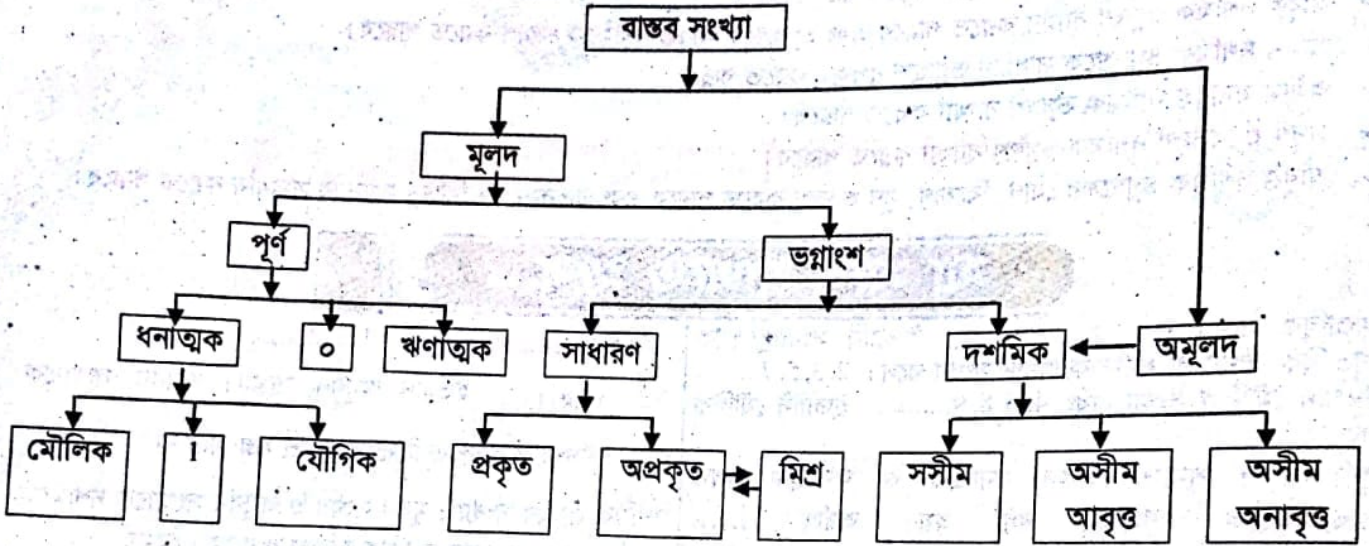 বাস্তব সংখ্যা
মূলদ
পূর্ণ
ভগ্নাংশ
ধনাত্মক
০
ঋণাত্মক
সাধারণ
দশমিক
অমূলদ
মৌলিক
1
যৌগিক
প্রকৃত
অপ্রকৃত
মিশ্র
সসীম
অসীম
আবৃত্ত
অসীম
অনাবৃত্ত